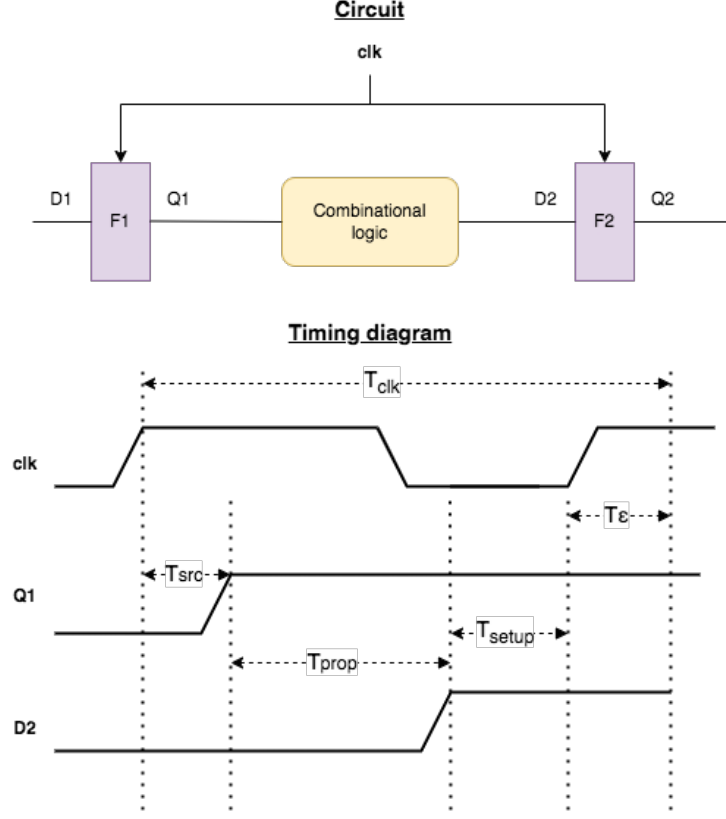 Circuit
clk
D1
Q1
D2
Q2
F1
Combinational
logic
F2
Timing diagram
Tclk
clk
Tε
Tsrc
Q1
Tsetup
Tprop
D2